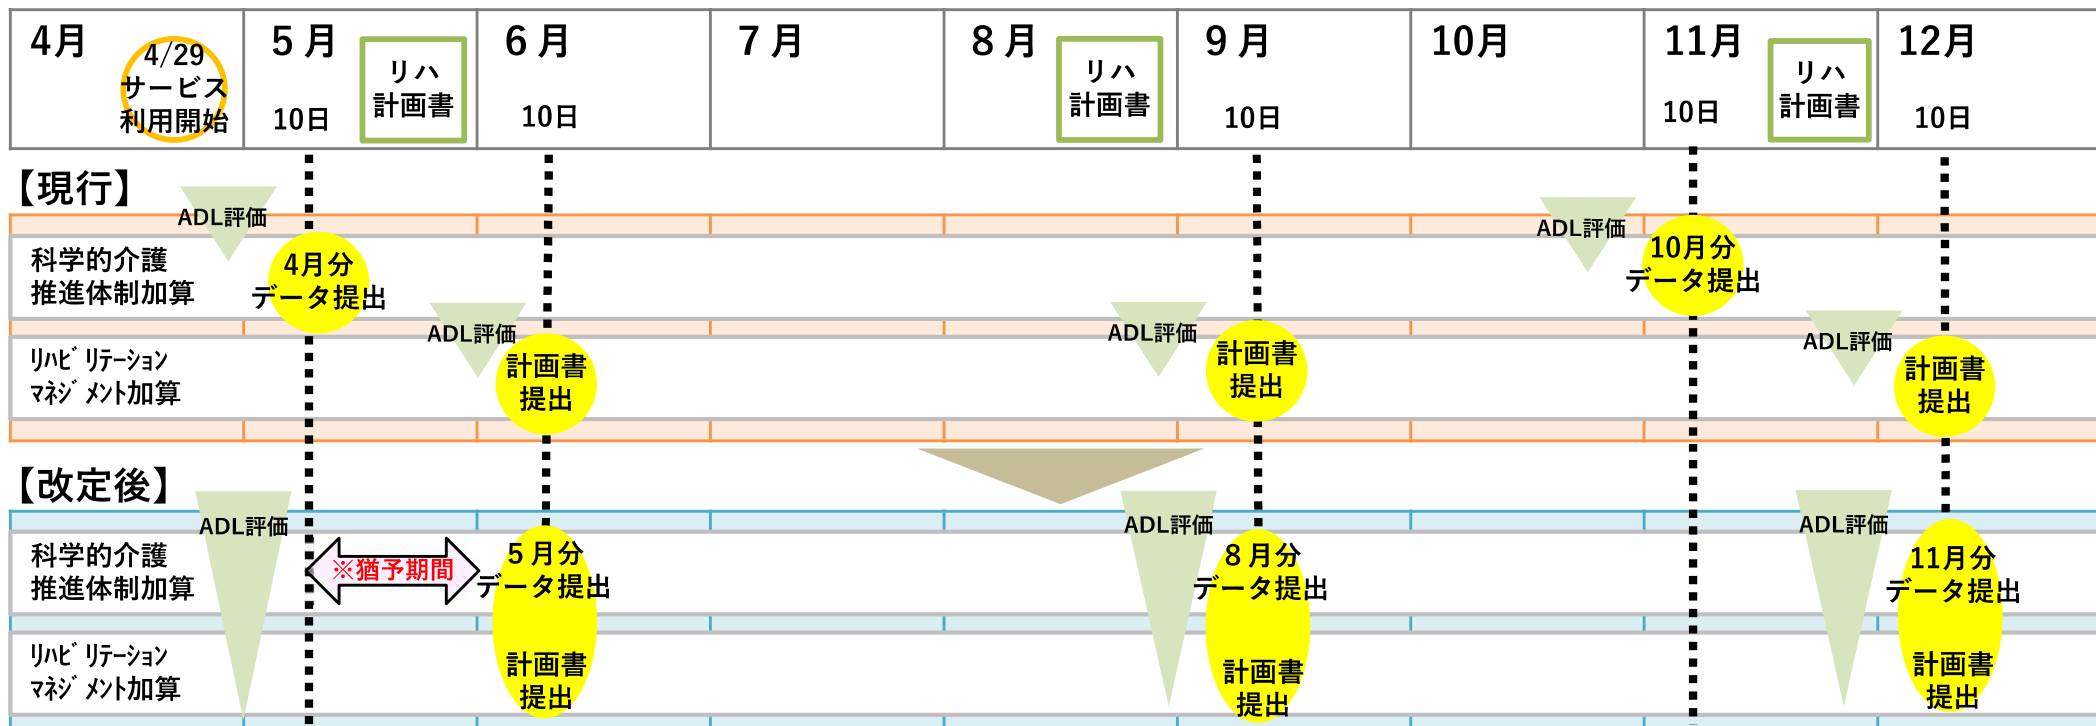 4月
4/29
サービス
利用開始
5月
10日
リハ
計画書
6月
10日
7月
8月
リハ
計画書
9月
10日
10月
11月
10日
リハ
計画書
12月
10日
【現行】
ADL評価
ADL評価
科学的介護
推進体制加算
4月分
データ提出
10月分
データ提出
ADL評価
ADL評価
ADL評価
リハビリテーション
マネジメント加算
計画書
提出
計画書
提出
計画書
提出
【改定後】
ADL評価
ADL評価
ADL評価
科学的介護
推進体制加算
※猶予期間
5月分
データ提出
8月分
データ提出
11月分
データ提出
リハビリテーション
マネジメント加算
計画書
提出
計画書
提出
計画書
提出